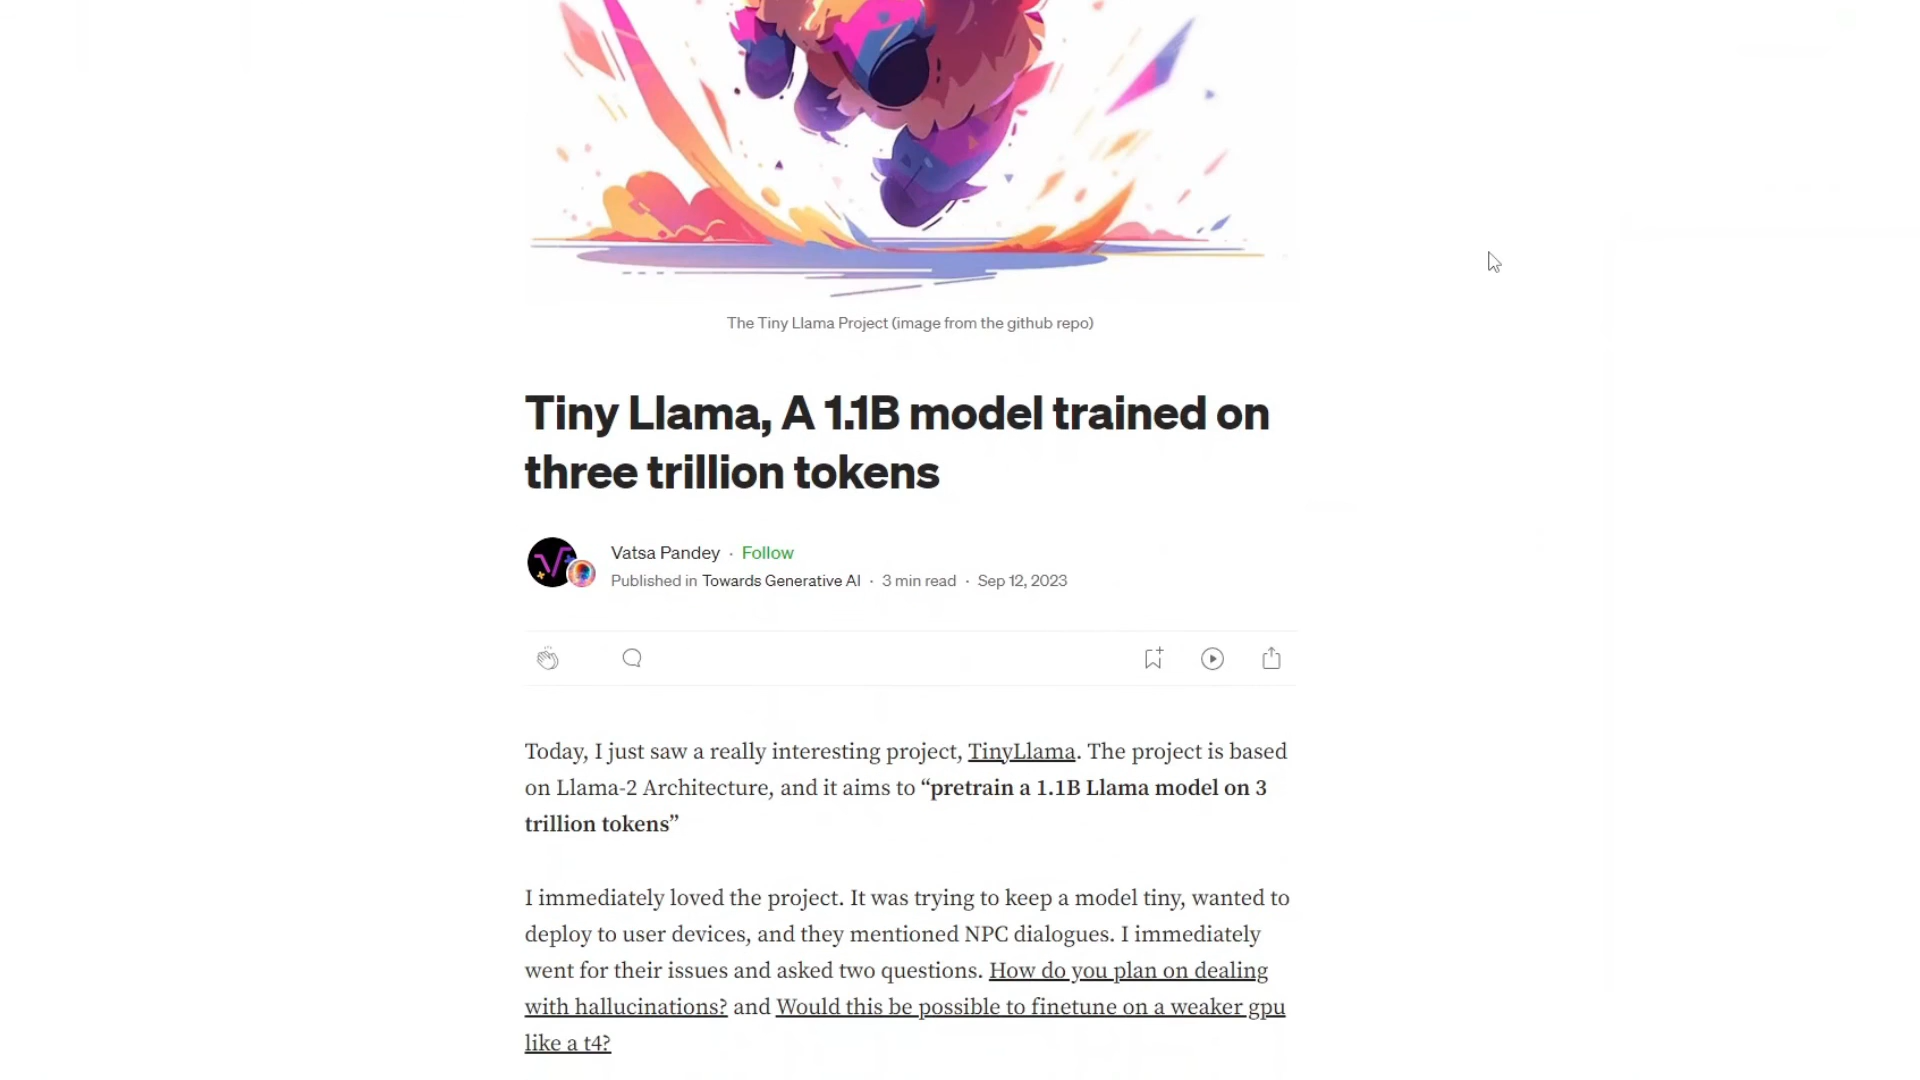 The Tiny Llama Project (image from the github repo)
Tiny Llama, A 1.1B model trained on
three trillion tokens
Vatsa Pandey · Follow
Published in Towards Generative AI · 3 min read · Sep 12, 2023
Today, I just saw a really interesting project, TinyLlama. The project is based
on Llama-2 Architecture, and it aims to “pretrain a 1.1B Llama model on 3
trillion tokens”
I immediately loved the project. It was trying to keep a model tiny, wanted to
deploy to user devices, and they mentioned NPC dialogues. I immediately
went for their issues and asked two questions. How do you plan on dealing
with hallucinations? and Would this be possible to finetune on a weaker gpu
like a t4?